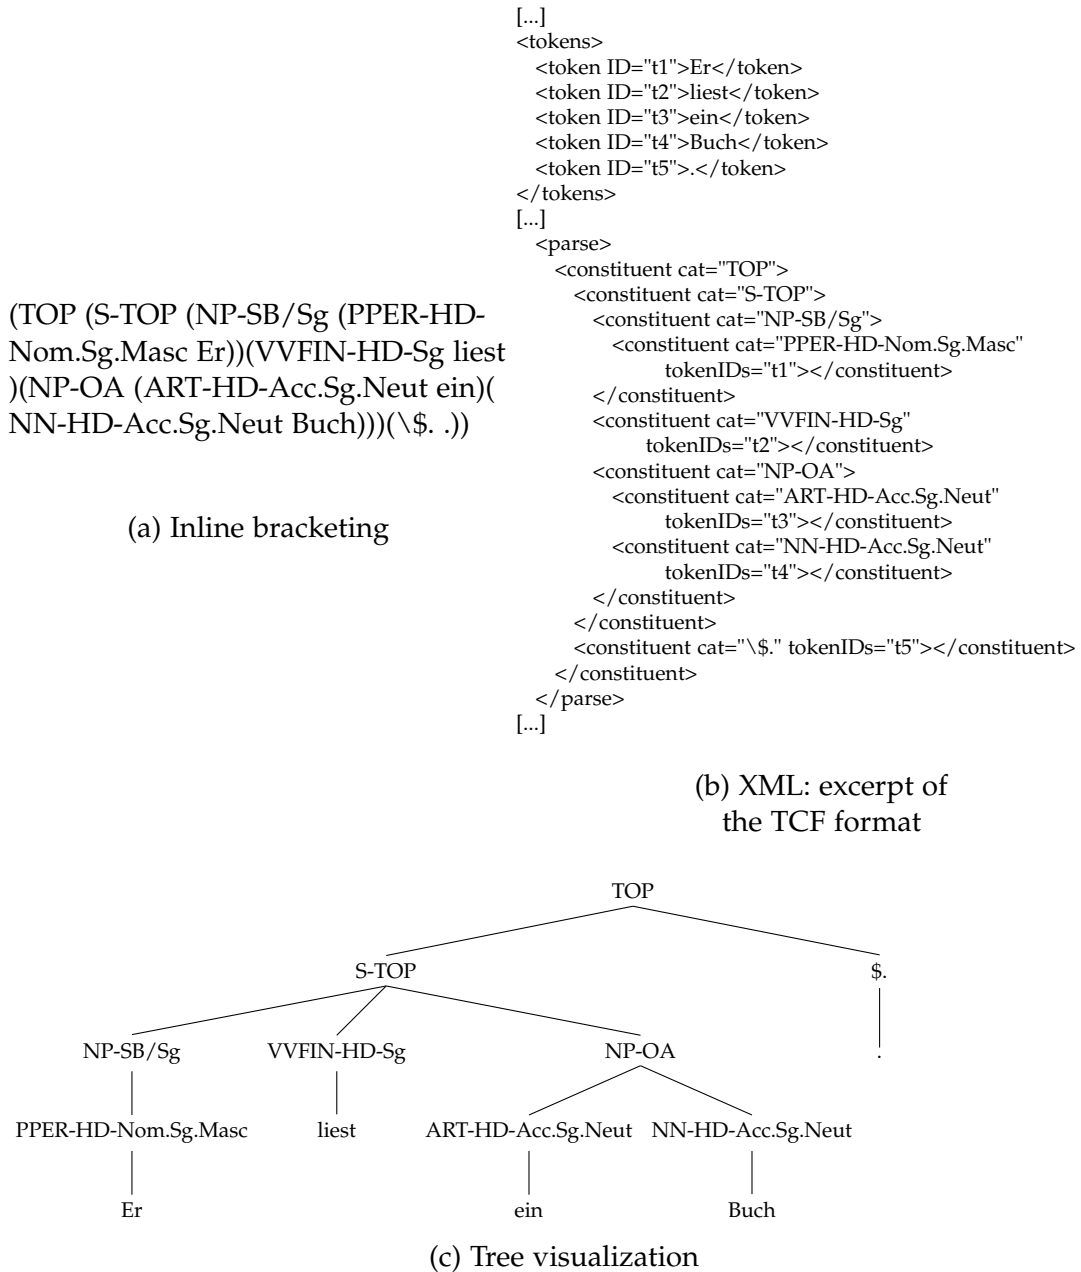 (TOP (S-TOP (NP-SB/Sg (PPER-HD-
Nom.Sg.Masc Er))(VVFIN-HD-Sg liest
)(NP-OA (ART-HD-Acc.Sg.Neut ein)(
NN-HD-Acc.Sg.Neut Buch)))(\$. .))
(a) Inline bracketing
[...]
<tokens>
<token ID="t1">Er</token>
<token ID="t2">liest</token>
<token ID="t3">ein</token>
<token ID="t4">Buch</token>
<token ID="t5">.</token>
</tokens>
[...]
<parse>
<constituent cat="TOP">
<constituent cat="S-TOP">
<constituent cat="NP-SB/Sg">
<constituent cat="PPER-HD-Nom.Sg.Masc"
tokenIDs="t1"></constituent>
</constituent>
<constituent cat="VVFIN-HD-Sg"
tokenIDs="t2"></constituent>
<constituent cat="NP-OA">
<constituent cat="ART-HD-Acc.Sg.Neut"
tokenIDs="t3"></constituent>
<constituent cat="NN-HD-Acc.Sg.Neut"
tokenIDs="t4"></constituent>
</constituent>
</constituent>
<constituent cat="\$." tokenIDs="t5"></constituent>
</constituent>
</parse>
[...]
(b) XML: excerpt of
the TCF format
TOP
S-TOP $.
NP-SB/Sg VVFIN-HD-Sg NP-OA .
PPER-HD-Nom.Sg.Masc liest ART-HD-Acc.Sg.Neut NN-HD-Acc.Sg.Neut
Er ein Buch
(c) Tree visualization